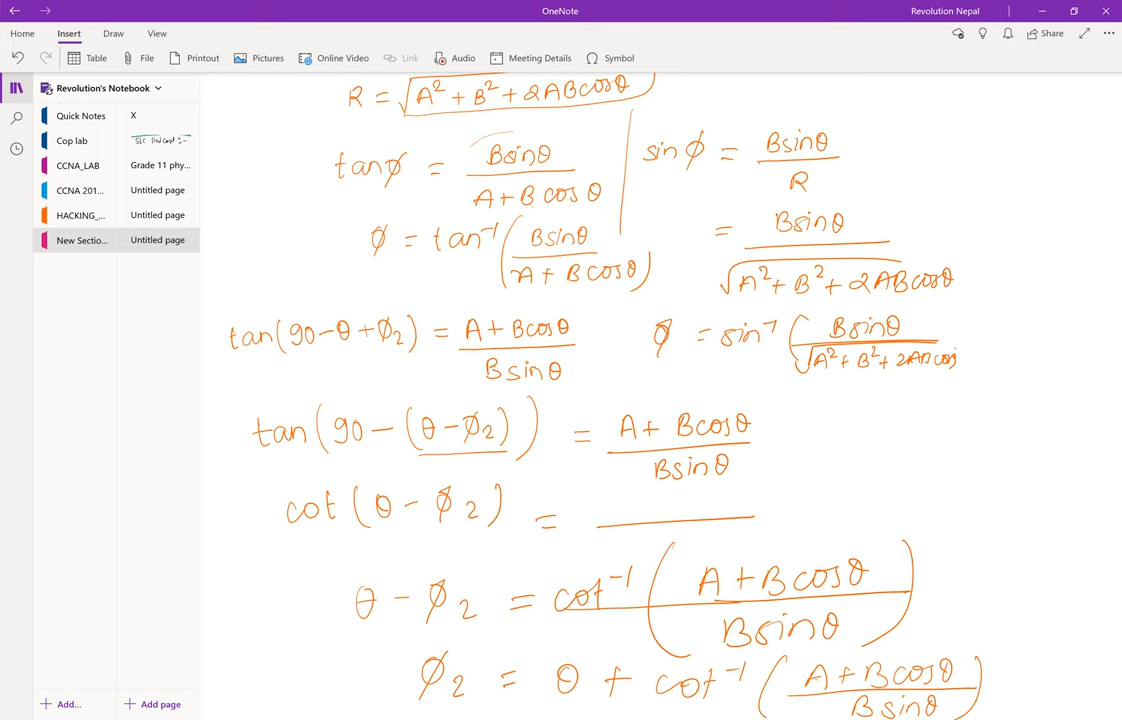 OneNote
Revolution Nepal
Home Insert Draw View
Share
Table File Printout Pictures Online Video Link Audio Meeting Details Symbol
Revolution's Notebook
Quick Notes
Cop lab
CCNA_LAB
CCNA 201...
HACKING_...
New Sectio...
X
Grade 11 phy...
Untitled page
Untitled page
Untitled page
Add...
Add page
R = √(A² + B² + 2ABcosθ)
tanϕ = Bsinθ / (A + B cosθ)
ϕ = tan⁻¹ (Bsinθ / (A + Bcosθ))
sinϕ = Bsinθ / R
= Bsinθ / √(A² + B² + 2ABcosθ)
tan(90 - θ + ϕ₂) = (A + Bcosθ) / Bsinθ
ϕ = sin⁻¹ (Bsinθ / √(A² + B² + 2ABcos
tan(90 - (θ - ϕ₂)) = (A + Bcosθ) / Bsinθ
cot(θ - ϕ₂) =
θ - ϕ₂ = cot⁻¹ ((A + Bcosθ) / Bsinθ)
ϕ₂ = θ + cot⁻¹ ((A + Bcosθ) / Bsinθ)